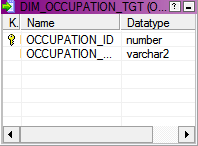 DIM_OCCUPATION_TGT (O...
K. Name Datatype
OCCUPATION_ID number
OCCUPATION_... varchar2